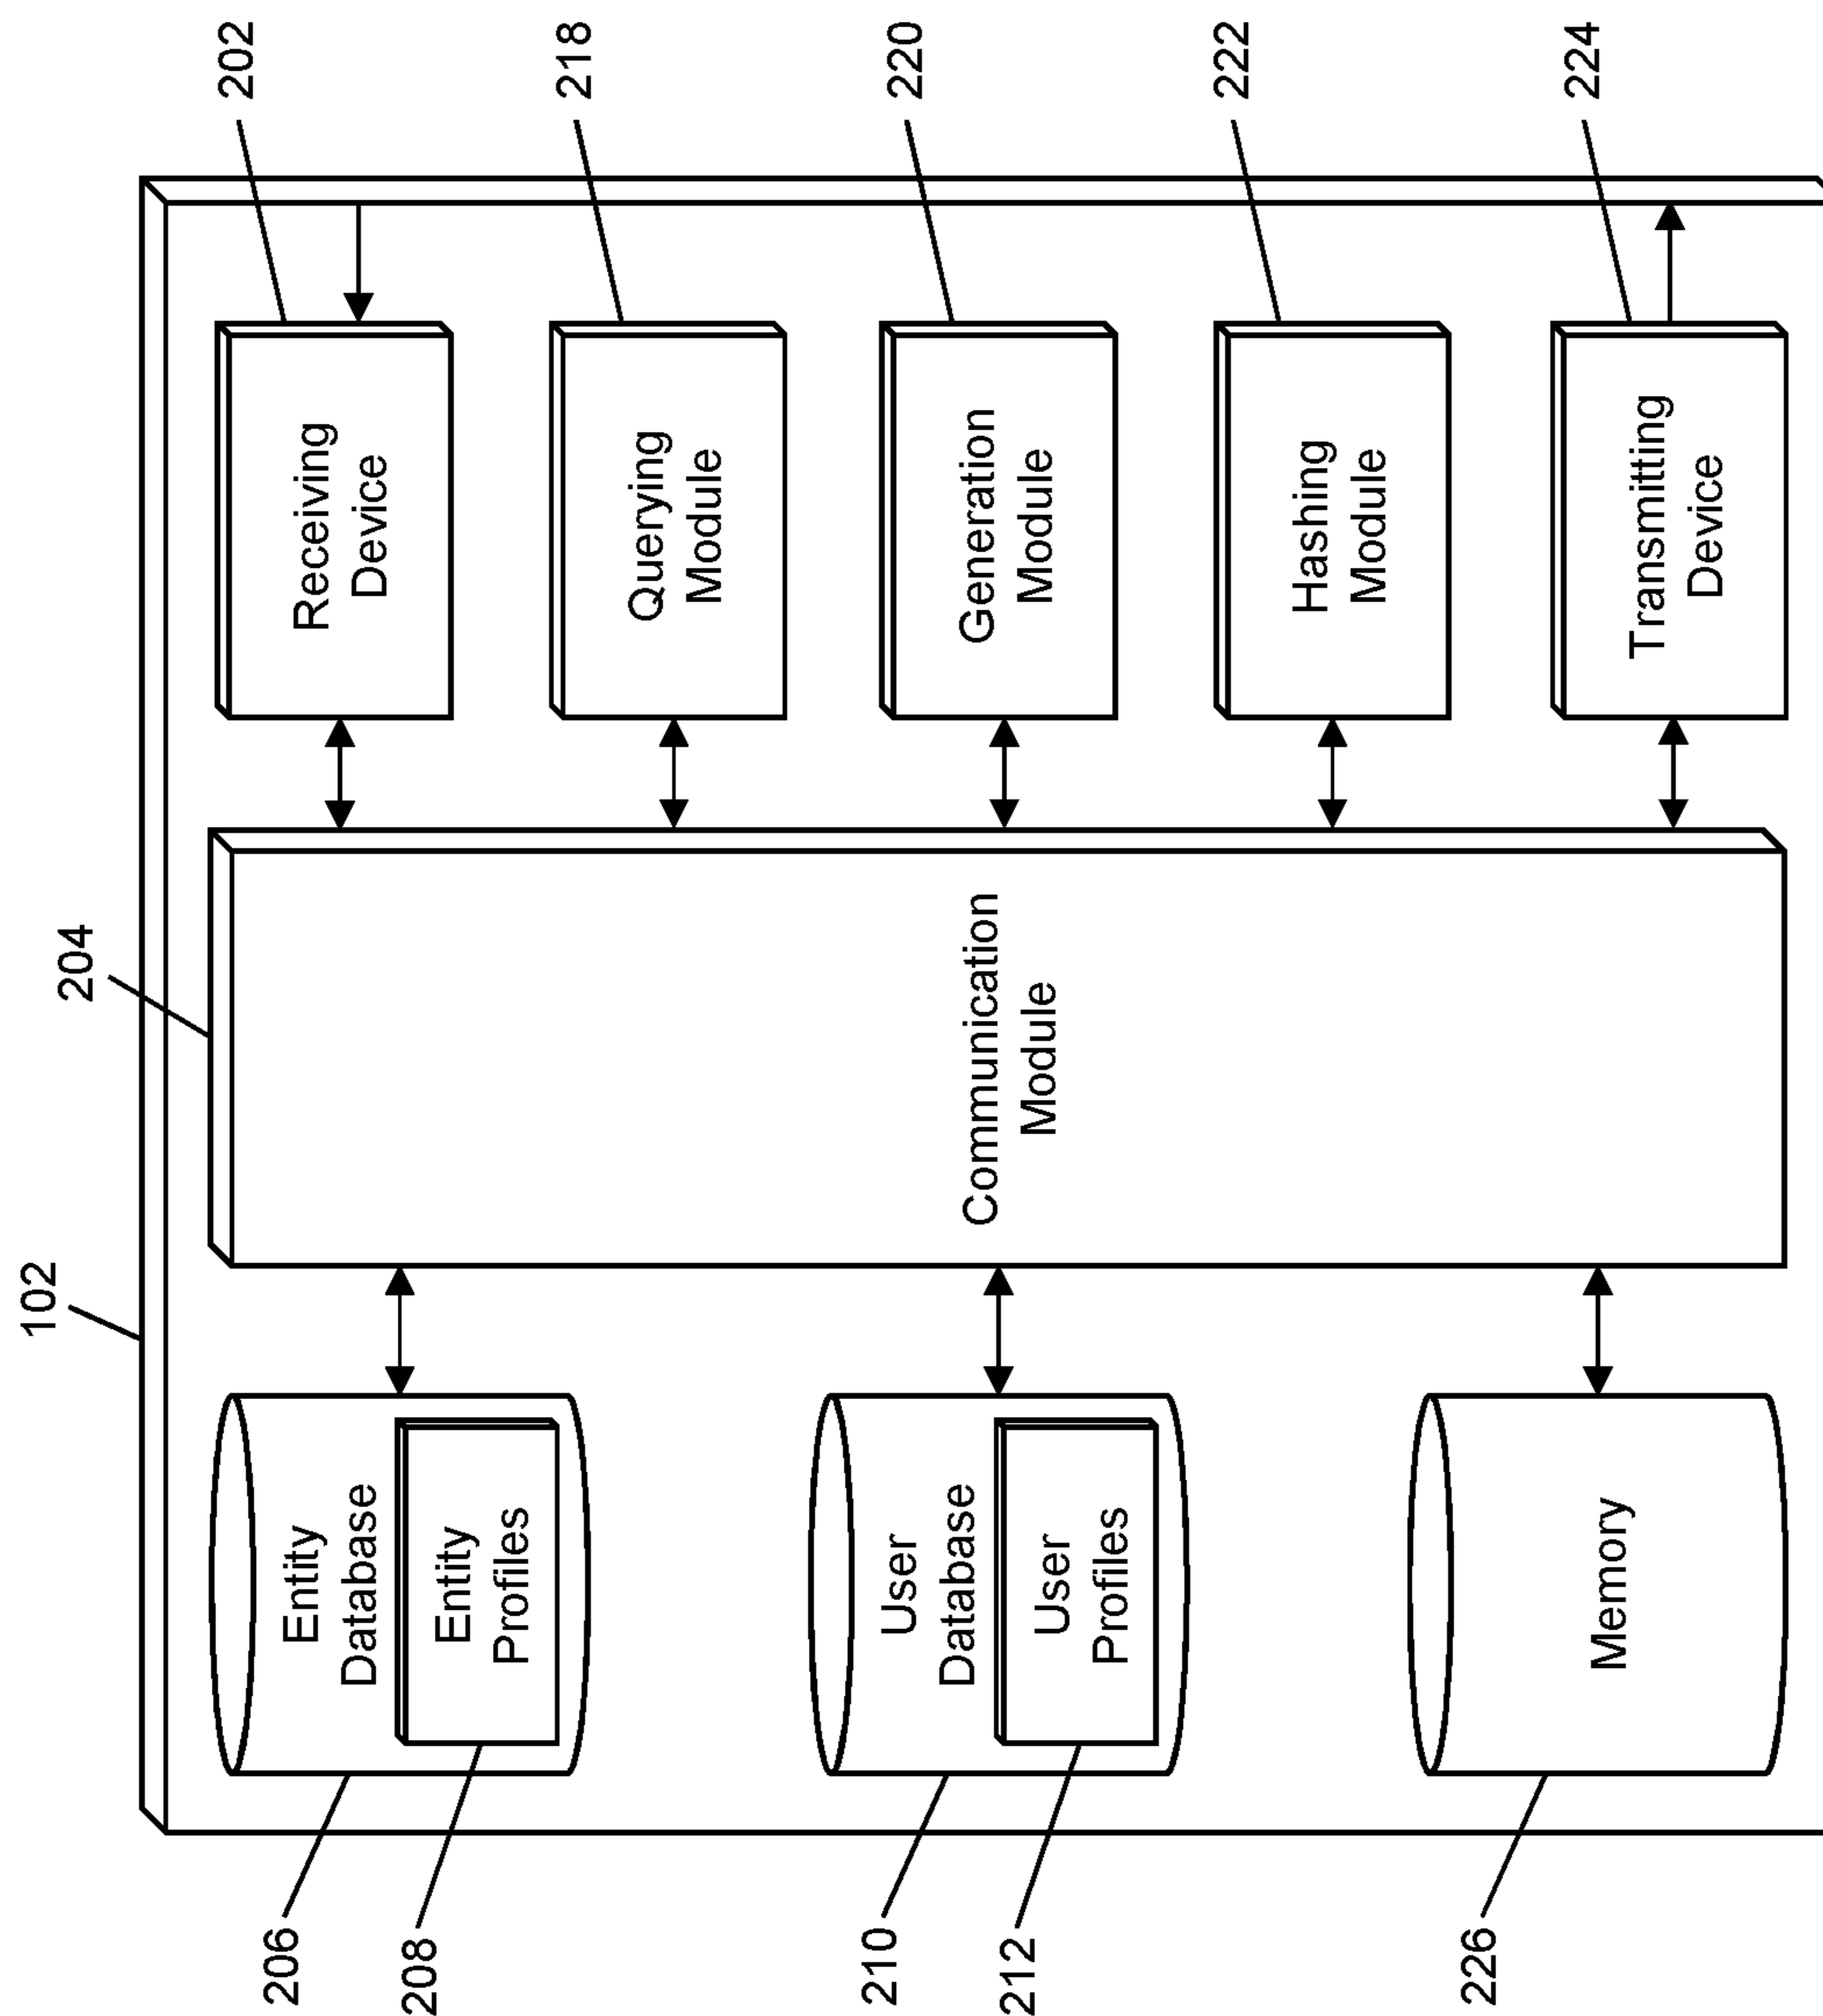 102
204
206
Entity
Database
208
Entity
Profiles
210
User
Database
212
User
Profiles
226
Memory
Communication
Module
Receiving
Device
202
Querying
Module
218
Generation
Module
220
Hashing
Module
222
Transmitting
Device
224